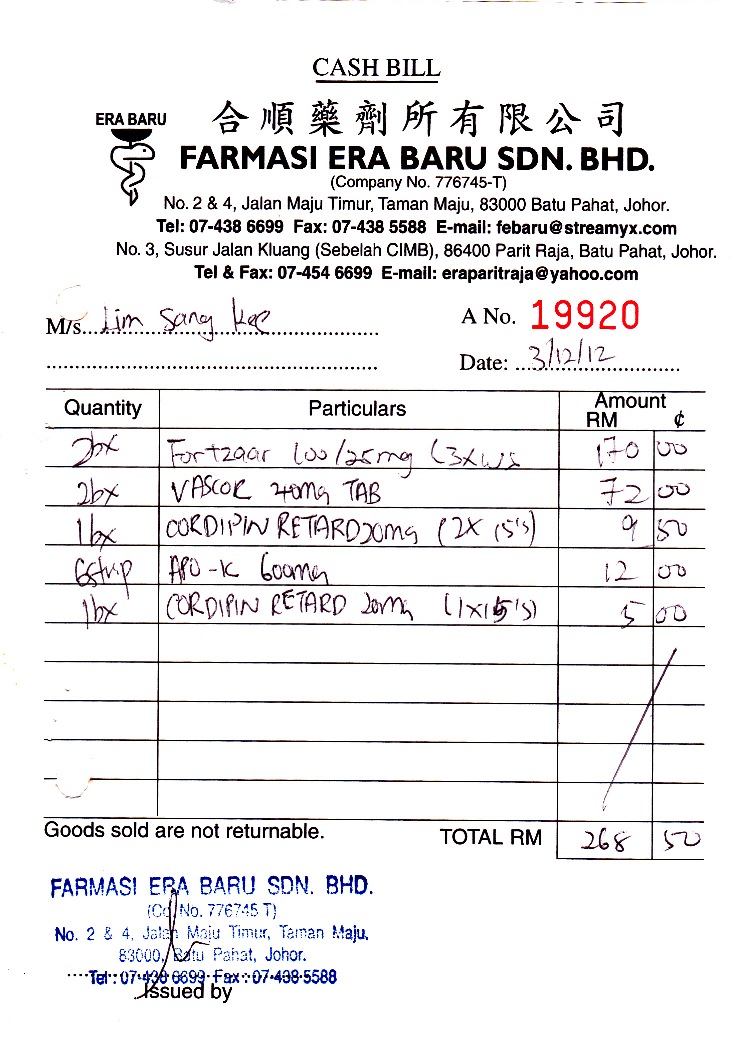 CASH BILL
ERA BARU
合順藥劑所有限公司
FARMASI ERA BARU SDN. BHD.
(Company No. 776745-T)
No. 2 & 4, Jalan Maju Timur, Taman Maju, 83000 Batu Pahat, Johor.
Tel: 07-438 6699 Fax: 07-438 5588 E-mail: febaru@streamyx.com
No. 3, Susur Jalan Kluang (Sebelah CIMB), 86400 Parit Raja, Batu Pahat, Johor.
Tel & Fax: 07-454 6699 E-mail: eraparitraja@yahoo.com
M/s. Lim Sang Kee A No. 19920
Date: 3/12/12
Quantity Particulars Amount
RM ¢
2bx Fortzaar 100/25mg (3x 170 00
2bx VASCOR 40mg TAB 72 00
1bx CORDIPIN RETARD 20mg (2X 15's) 9 50
6strip APO-K 600mg 12 00
1bx CORDIPIN RETARD 20mg (1x15's) 5 00
Goods sold are not returnable. TOTAL RM 268 50
FARMASI ERA BARU SDN. BHD.
(Co. No. 776745 T)
No. 2 & 4, Jalan Maju Timur, Taman Maju,
83000, Batu Pahat, Johor.
Tel : 07-438 6699 Fax : 07-438 5588
Issued by